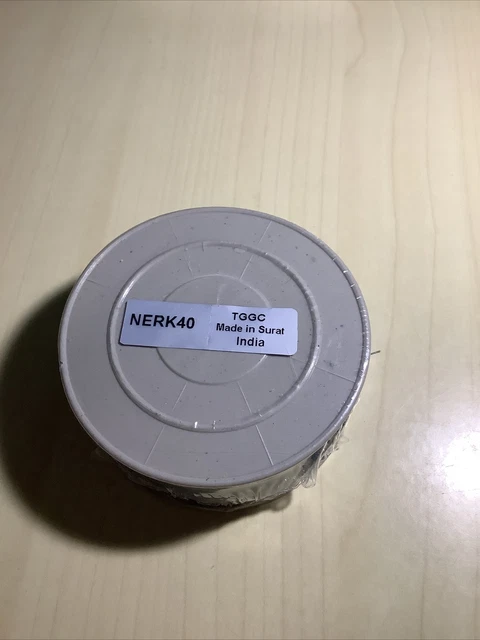 NERK40
TGGC
Made in Surat
India